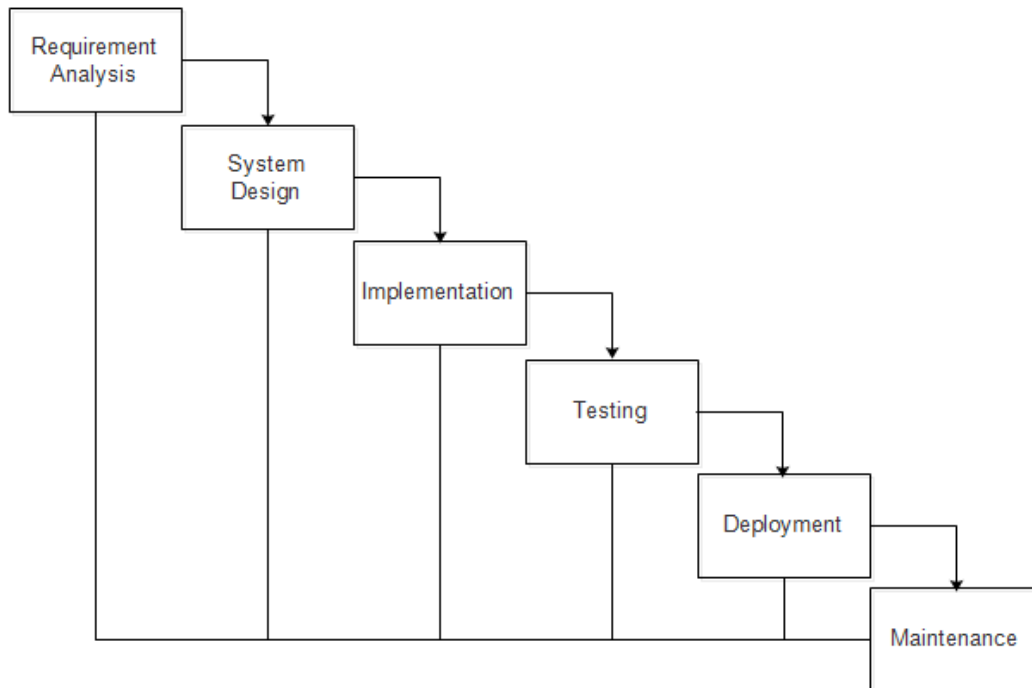 Requirement
Analysis
System
Design
Implementation
Testing
Deployment
Maintenance